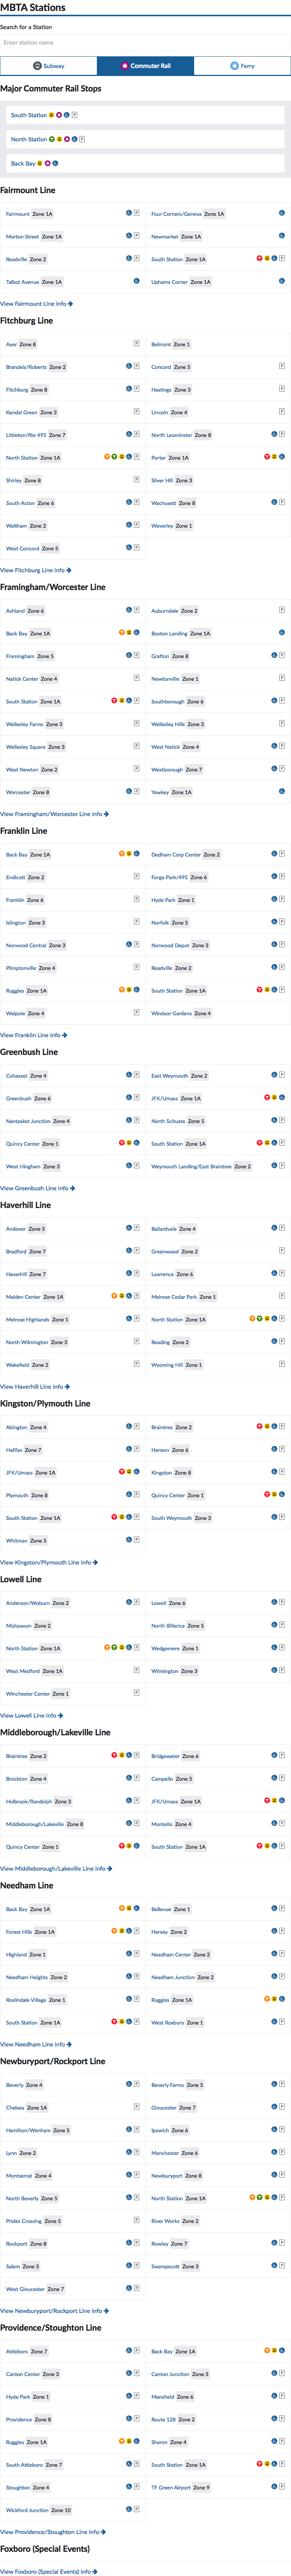 MBTA Stations
Search for a Station
Enter station name
Subway Commuter Rail Ferry
Major Commuter Rail Stops
South Station
North Station
Back Bay
Fairmount Line
Fairmount Zone 1A Four Corners/Geneva Zone 1A
Morton Street Zone 1A Newmarket Zone 1A
Readville Zone 2 South Station Zone 1A
Talbot Avenue Zone 1A Uphams Corner Zone 1A
View Fairmount Line info
Fitchburg Line
Ayer Zone 8 Belmont Zone 1
Brandeis/Roberts Zone 2 Concord Zone 5
Fitchburg Zone 8 Hastings Zone 3
Kendal Green Zone 3 Lincoln Zone 4
Littleton/Rte 495 Zone 7 North Leominster Zone 8
North Station Zone 1A Porter Zone 1A
Shirley Zone 8 Silver Hill Zone 3
South Acton Zone 6 Wachusett Zone 8
Waltham Zone 2 Waverley Zone 1
West Concord Zone 5
View Fitchburg Line info
Framingham/Worcester Line
Ashland Zone 6 Auburndale Zone 2
Back Bay Zone 1A Boston Landing Zone 1A
Framingham Zone 5 Grafton Zone 8
Natick Center Zone 4 Newtonville Zone 1
South Station Zone 1A Southborough Zone 6
Wellesley Farms Zone 3 Wellesley Hills Zone 3
Wellesley Square Zone 3 West Natick Zone 4
West Newton Zone 2 Westborough Zone 7
Worcester Zone 8 Yawkey Zone 1A
View Framingham/Worcester Line info
Franklin Line
Back Bay Zone 1A Dedham Corp Center Zone 2
Endicott Zone 2 Forge Park/495 Zone 6
Franklin Zone 6 Hyde Park Zone 1
Islington Zone 3 Norfolk Zone 5
Norwood Central Zone 3 Norwood Depot Zone 3
Plimptonville Zone 4 Readville Zone 2
Ruggles Zone 1A South Station Zone 1A
Walpole Zone 4 Windsor Gardens Zone 4
View Franklin Line info
Greenbush Line
Cohasset Zone 4 East Weymouth Zone 2
Greenbush Zone 6 JFK/Umass Zone 1A
Nantasket Junction Zone 4 North Scituate Zone 5
Quincy Center Zone 1 South Station Zone 1A
West Hingham Zone 3 Weymouth Landing/East Braintree Zone 2
View Greenbush Line info
Haverhill Line
Andover Zone 5 Ballardvale Zone 4
Bradford Zone 7 Greenwood Zone 2
Haverhill Zone 7 Lawrence Zone 6
Malden Center Zone 1A Melrose Cedar Park Zone 1
Melrose Highlands Zone 1 North Station Zone 1A
North Wilmington Zone 3 Reading Zone 2
Wakefield Zone 2 Wyoming Hill Zone 1
View Haverhill Line info
Kingston/Plymouth Line
Abington Zone 4 Braintree Zone 2
Halifax Zone 7 Hanson Zone 6
JFK/Umass Zone 1A Kingston Zone 8
Plymouth Zone 8 Quincy Center Zone 1
South Station Zone 1A South Weymouth Zone 3
Whitman Zone 5
View Kingston/Plymouth Line info
Lowell Line
Anderson/Woburn Zone 2 Lowell Zone 6
Mishawum Zone 2 North Billerica Zone 5
North Station Zone 1A Wedgemere Zone 1
West Medford Zone 1A Wilmington Zone 3
Winchester Center Zone 1
View Lowell Line info
Middleborough/Lakeville Line
Braintree Zone 2 Bridgewater Zone 6
Brockton Zone 4 Campello Zone 5
Holbrook/Randolph Zone 3 JFK/Umass Zone 1A
Middleborough/Lakeville Zone 8 Montello Zone 4
Quincy Center Zone 1 South Station Zone 1A
View Middleborough/Lakeville Line info
Needham Line
Back Bay Zone 1A Bellevue Zone 1
Forest Hills Zone 1A Hersey Zone 2
Highland Zone 1 Needham Center Zone 2
Needham Heights Zone 2 Needham Junction Zone 2
Roslindale Village Zone 1 Ruggles Zone 1A
South Station Zone 1A West Roxbury Zone 1
View Needham Line info
Newburyport/Rockport Line
Beverly Zone 4 Beverly Farms Zone 5
Chelsea Zone 1A Gloucester Zone 7
Hamilton/Wenham Zone 5 Ipswich Zone 6
Lynn Zone 2 Manchester Zone 6
Montserrat Zone 4 Newburyport Zone 8
North Beverly Zone 5 North Station Zone 1A
Prides Crossing Zone 5 River Works Zone 2
Rockport Zone 8 Rowley Zone 7
Salem Zone 3 Swampscott Zone 3
West Gloucester Zone 7
View Newburyport/Rockport Line info
Providence/Stoughton Line
Attleboro Zone 7 Back Bay Zone 1A
Canton Center Zone 3 Canton Junction Zone 3
Hyde Park Zone 1 Mansfield Zone 6
Providence Zone 8 Route 128 Zone 2
Ruggles Zone 1A Sharon Zone 4
South Attleboro Zone 7 South Station Zone 1A
Stoughton Zone 4 TF Green Airport Zone 9
Wickford Junction Zone 10
View Providence/Stoughton Line info
Foxboro (Special Events)
View Foxboro (Special Events) info